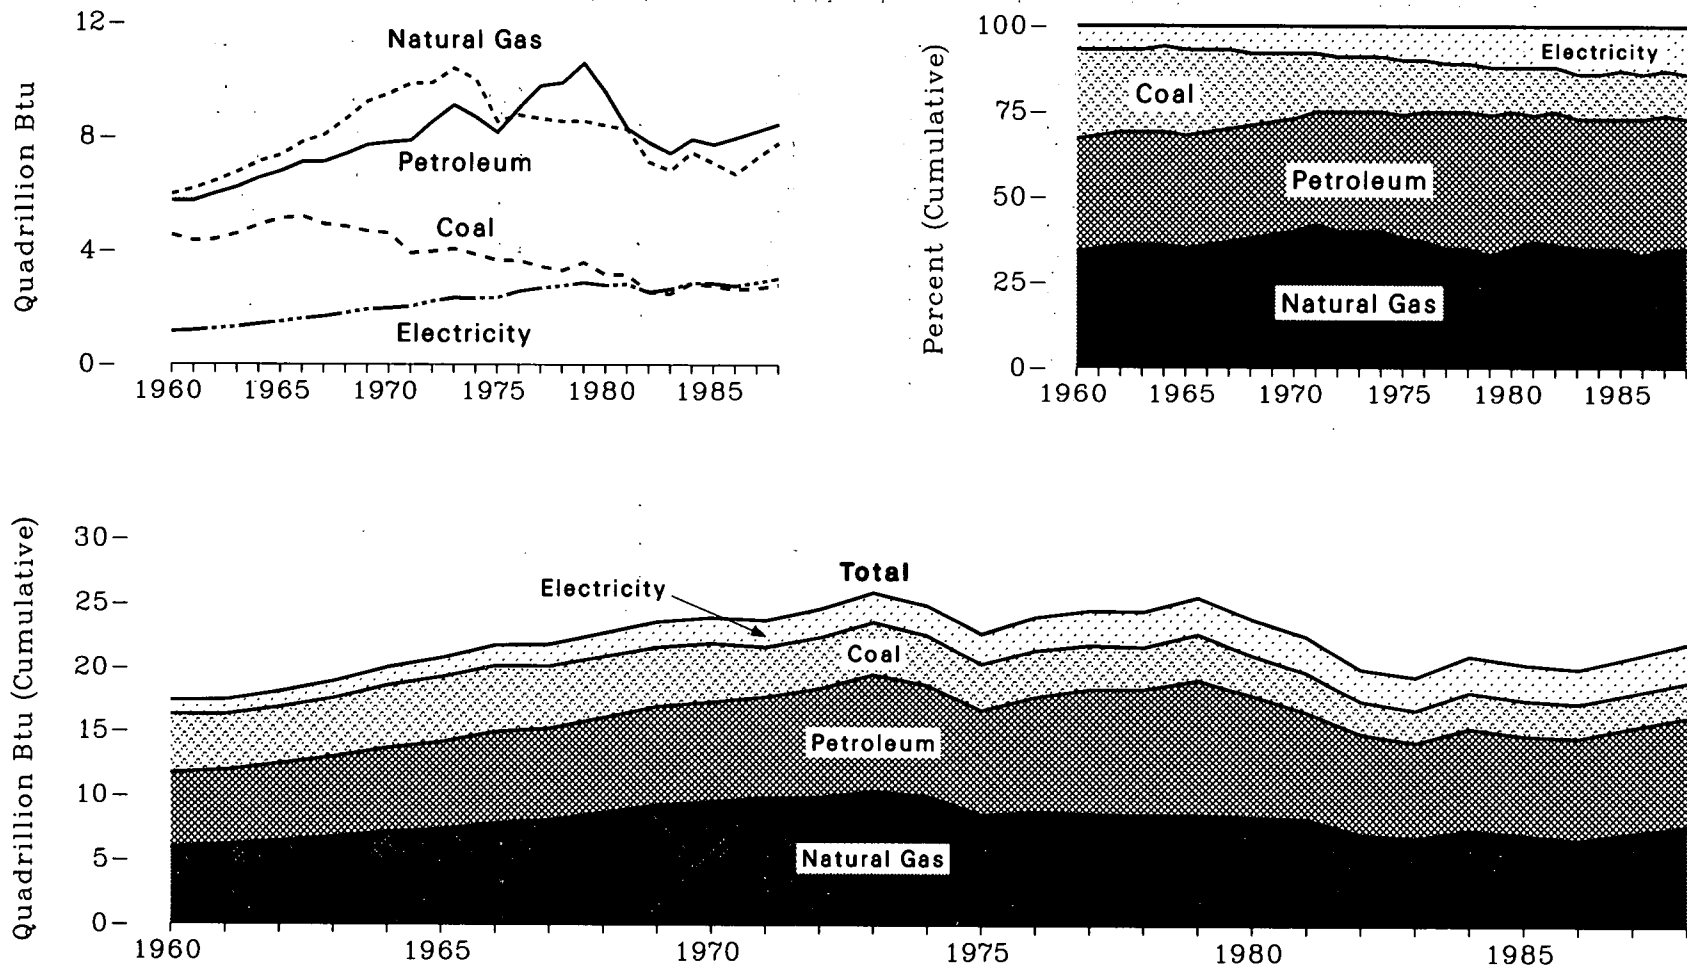 Quadrillion Btu
12
8
4
0
Natural Gas
Petroleum
Coal
Electricity
1960 1965 1970 1975 1980 1985
Percent (Cumulative)
100
75
50
25
0
Electricity
Coal
Petroleum
Natural Gas
1960 1965 1970 1975 1980 1985
Quadrillion Btu (Cumulative)
30
25
20
15
10
5
0
Total
Electricity
Coal
Petroleum
Natural Gas
1960 1965 1970 1975 1980 1985